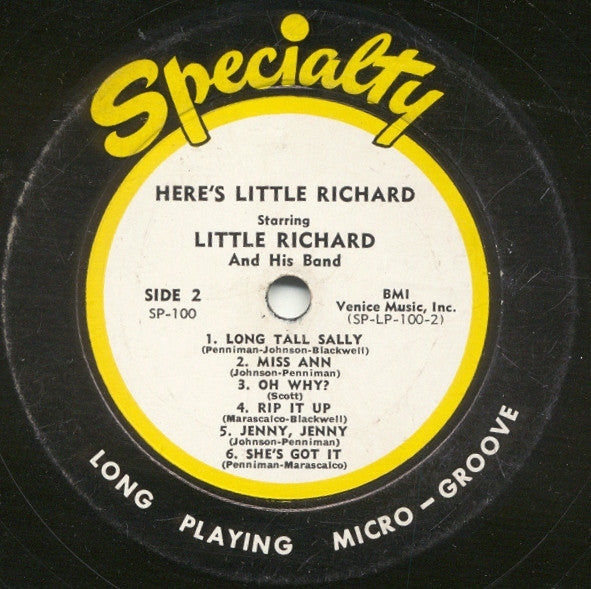 Specialty
HERE'S LITTLE RICHARD
Starring
LITTLE RICHARD
And His Band
SIDE 2
SP-100
BMI
Venice Music, Inc.
(SP-LP-100-2)
1. LONG TALL SALLY
(Penniman-Johnson-Blackwell)
2. MISS ANN
(Johnson-Penniman)
3. OH WHY?
(Scott)
4. RIP IT UP
(Marascalco-Blackwell)
5. JENNY, JENNY
(Johnson-Penniman)
6. SHE'S GOT IT
(Penniman-Marascalco)
LONG PLAYING MICRO-GROOVE